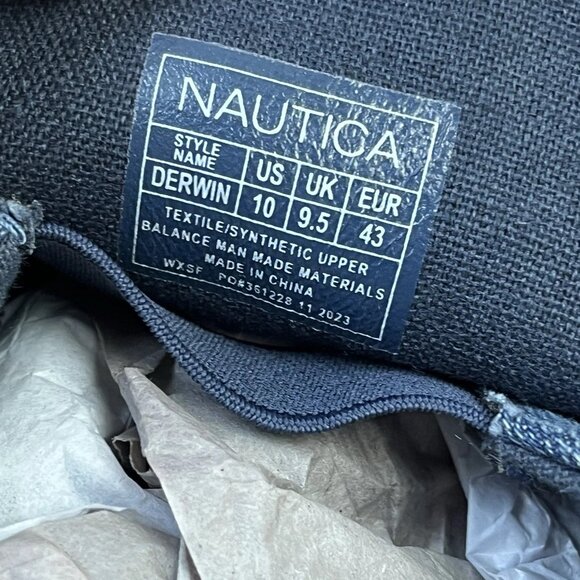 NAUTICA
STYLE NAME US UK EUR
DERWIN 10 9.5 43
TEXTILE/SYNTHETIC UPPER
BALANCE MAN MADE MATERIALS
MADE IN CHINA
WXSF PO#361228 11 2023